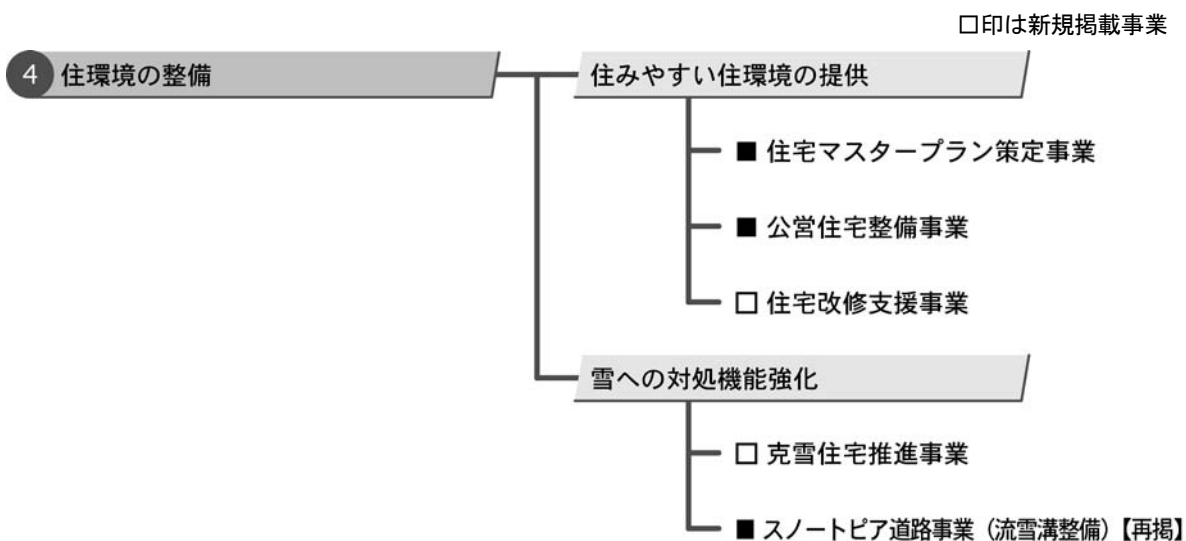 □印は新規掲載事業
4 住環境の整備
住みやすい住環境の提供
■ 住宅マスタープラン策定事業
■ 公営住宅整備事業
□ 住宅改修支援事業
雪への対処機能強化
□ 克雪住宅推進事業
■ スノートピア道路事業（流雪溝整備）【再掲】